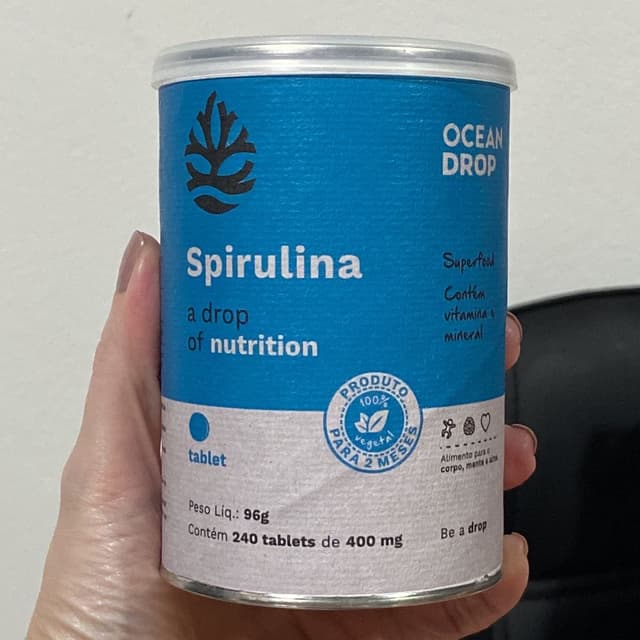 OCEAN
DROP
Spirulina
a drop
of nutrition
Superfood
Contém
vitamina e
mineral
PRODUTO
100%
vegetal
PARA 2 MESES
tablet
Alimento para o
corpo, mente e alma
Peso Líq.: 96g
Contém 240 tablets de 400 mg
Be a drop